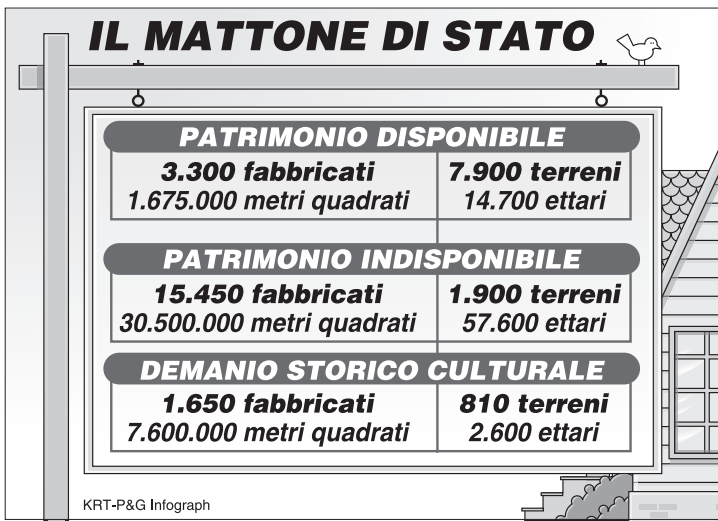 IL MATTONE DI STATO
PATRIMONIO DISPONIBILE
3.300 fabbricati 7.900 terreni
1.675.000 metri quadrati 14.700 ettari
PATRIMONIO INDISPONIBILE
15.450 fabbricati 1.900 terreni
30.500.000 metri quadrati 57.600 ettari
DEMANIO STORICO CULTURALE
1.650 fabbricati 810 terreni
7.600.000 metri quadrati 2.600 ettari
KRT-P&G Infograph